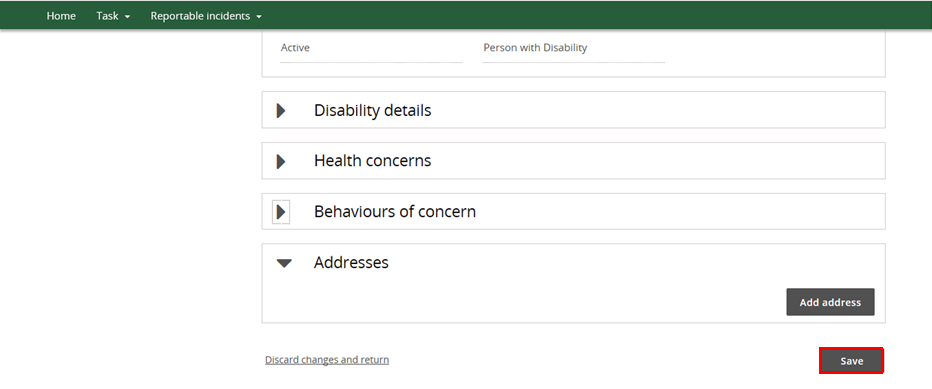 Home Task Reportable incidents
Active Person with Disability
Disability details
Health concerns
Behaviours of concern
Addresses
Add address
Discard changes and return Save